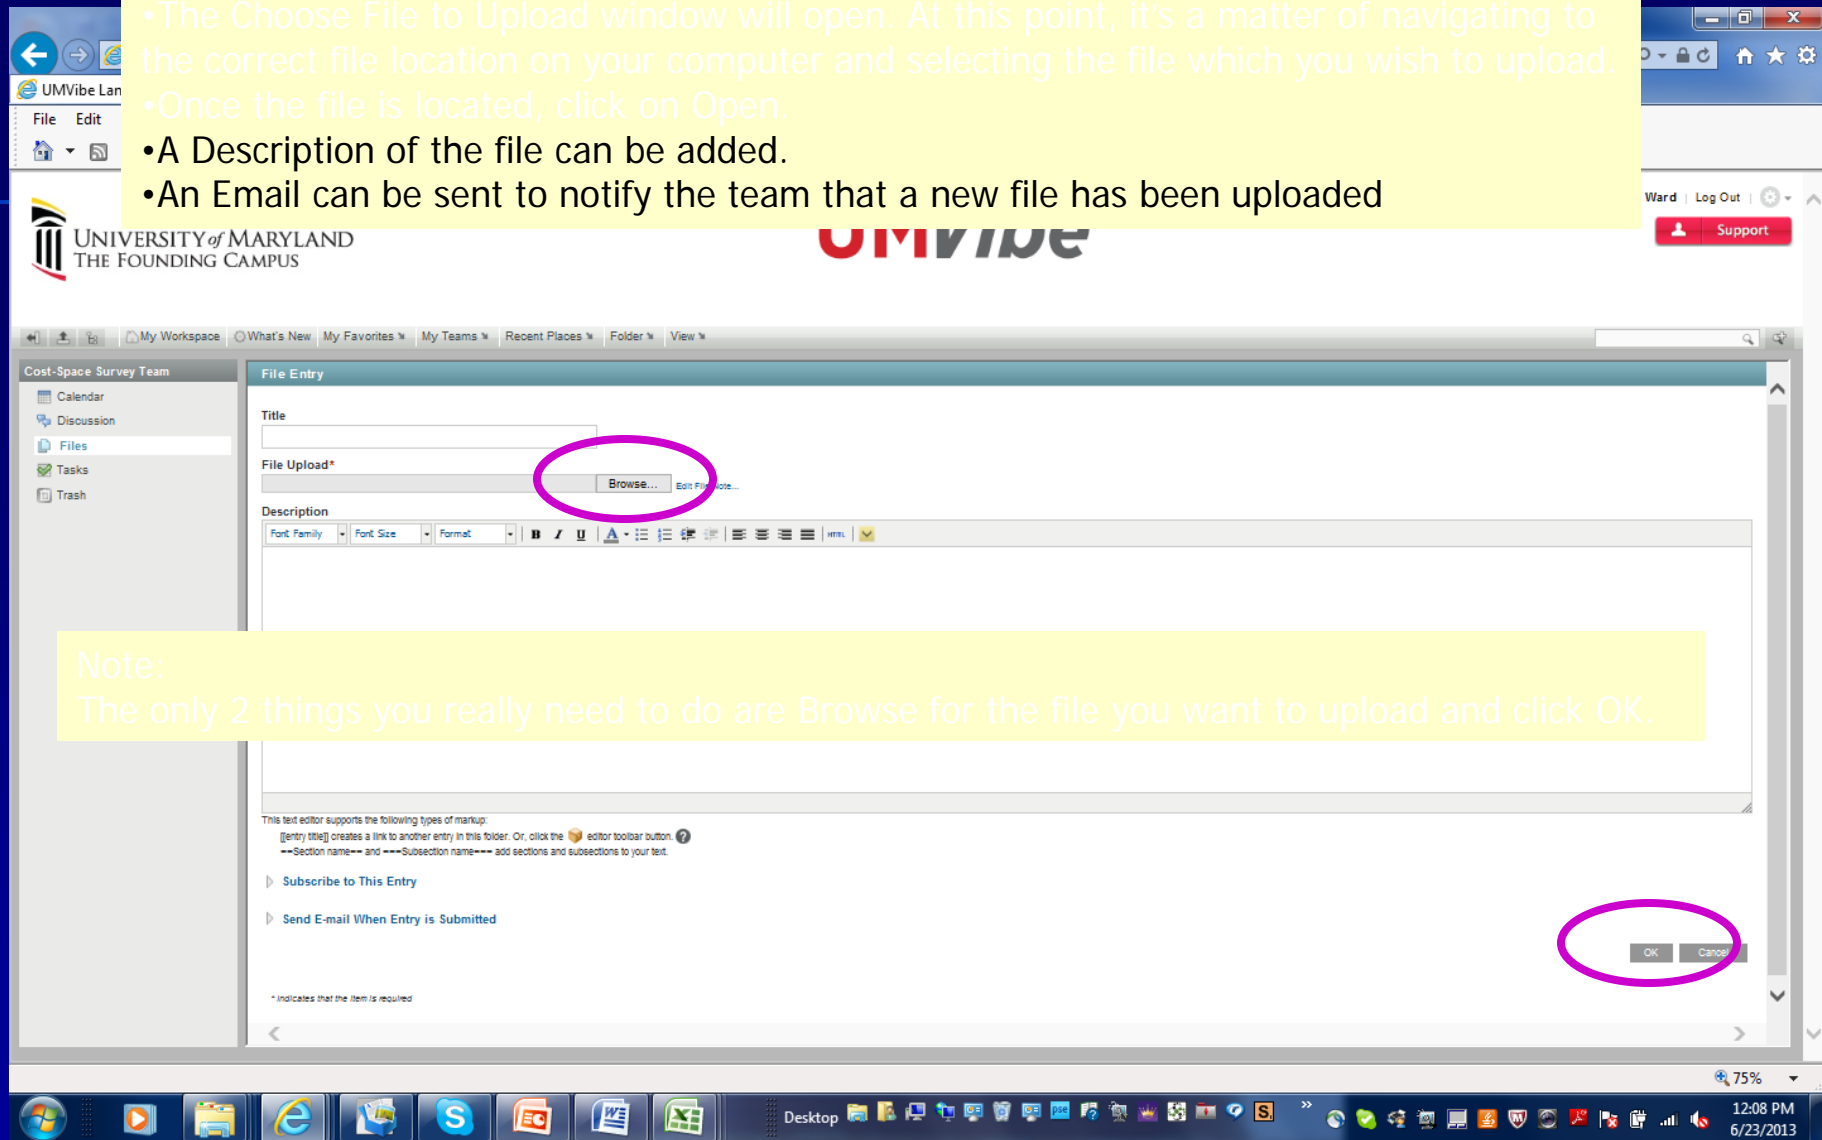 •The Choose File to Upload window will open. At this point, it's a matter of navigating to
the correct file location on your computer and selecting the file which you wish to upload.
•Once the file is located, click on Open.
•A Description of the file can be added.
•An Email can be sent to notify the team that a new file has been uploaded
UMVibe Lan
File Edit
Ward | Log Out |
Support
UNIVERSITY of MARYLAND
THE FOUNDING CAMPUS
UMVibe
My Workspace What's New My Favorites My Teams Recent Places Folder View
Cost-Space Survey Team
Calendar
Discussion
Files
Tasks
Trash
File Entry
Title
File Upload*
Browse... Edit File Note...
Description
Font Family Font Size Format B I U A HTML
Note:
The only 2 things you really need to do are Browse for the file you want to upload and click OK.
This text editor supports the following types of markup:
[[entry title]] creates a link to another entry in this folder. Or, click the editor toolbar button. ?
==Section name== and ===Subsection name=== add sections and subsections to your text.
Subscribe to This Entry
Send E-mail When Entry is Submitted
OK Cancel
* Indicates that the item is required
75%
Desktop
12:08 PM
6/23/2013